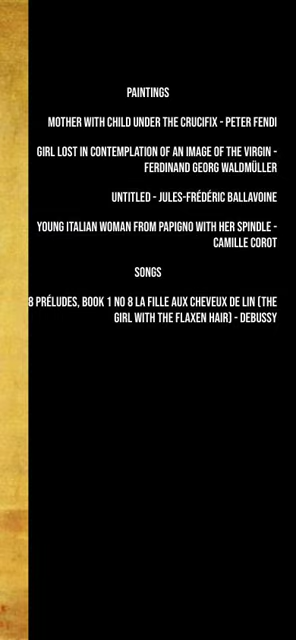 PAINTINGS
MOTHER WITH CHILD UNDER THE CRUCIFIX - PETER FENDI
GIRL LOST IN CONTEMPLATION OF AN IMAGE OF THE VIRGIN -
FERDINAND GEORG WALDMÜLLER
UNTITLED - JULES-FRÉDÉRIC BALLAVOINE
YOUNG ITALIAN WOMAN FROM PAPIGNO WITH HER SPINDLE -
CAMILLE COROT
SONGS
8 PRÉLUDES, BOOK 1 NO 8 LA FILLE AUX CHEVEUX DE LIN (THE
GIRL WITH THE FLAXEN HAIR) - DEBUSSY